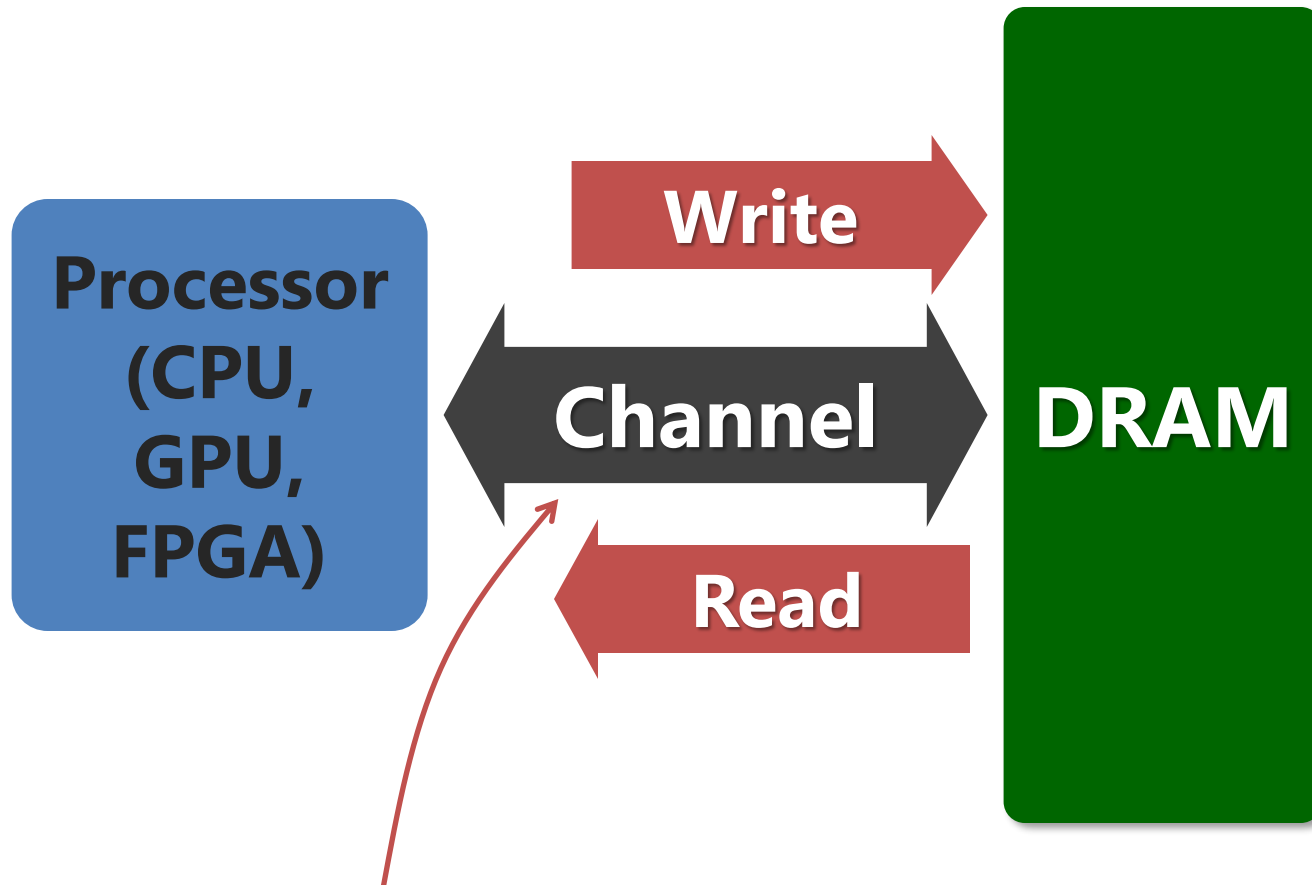 Write
Processor
(CPU,
GPU,
FPGA)
Channel
DRAM
Read